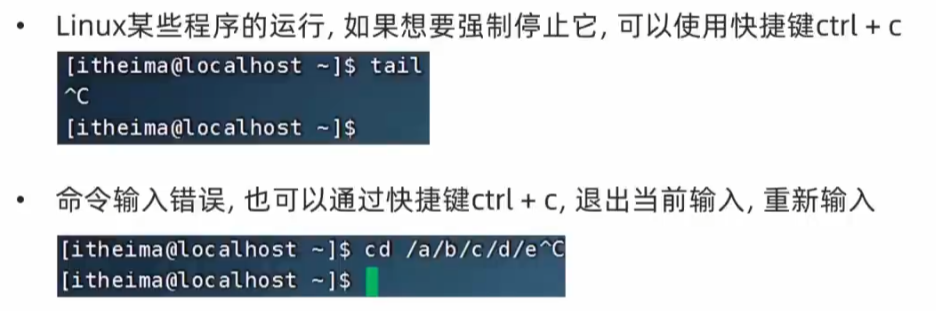 • Linux某些程序的运行, 如果想要强制停止它, 可以使用快捷键ctrl + c
[itheima@localhost ~]$ tail
^C
[itheima@localhost ~]$
• 命令输入错误, 也可以通过快捷键ctrl + c, 退出当前输入, 重新输入
[itheima@localhost ~]$ cd /a/b/c/d/e^C
[itheima@localhost ~]$